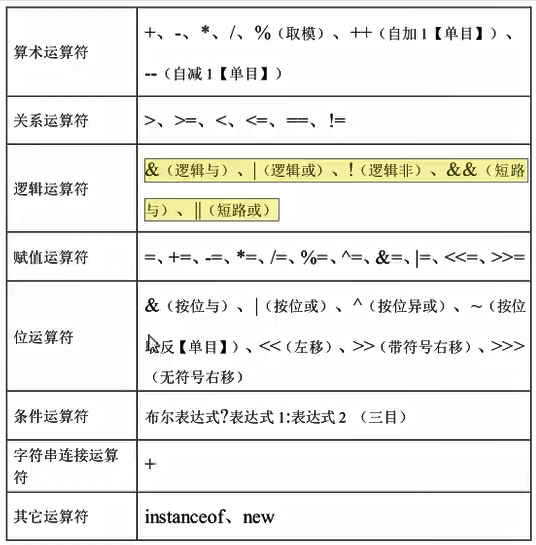 算术运算符
+、-、*、/、%（取模）、++（自加 1【单目】）、
--（自减 1【单目】）
关系运算符
>、>=、<、<=、==、!=
逻辑运算符
&（逻辑与）、|（逻辑或）、!（逻辑非）、&&（短路
与）、||（短路或）
赋值运算符
=、+=、-=、*=、/=、%=、^=、&=、|=、<<=、>>=
位运算符
&（按位与）、|（按位或）、^（按位异或）、~（按位
反【单目】）、<<（左移）、>>（带符号右移）、>>>
（无符号右移）
条件运算符
布尔表达式?表达式 1:表达式 2 （三目）
字符串连接运算
符
+
其它运算符
instanceof、new